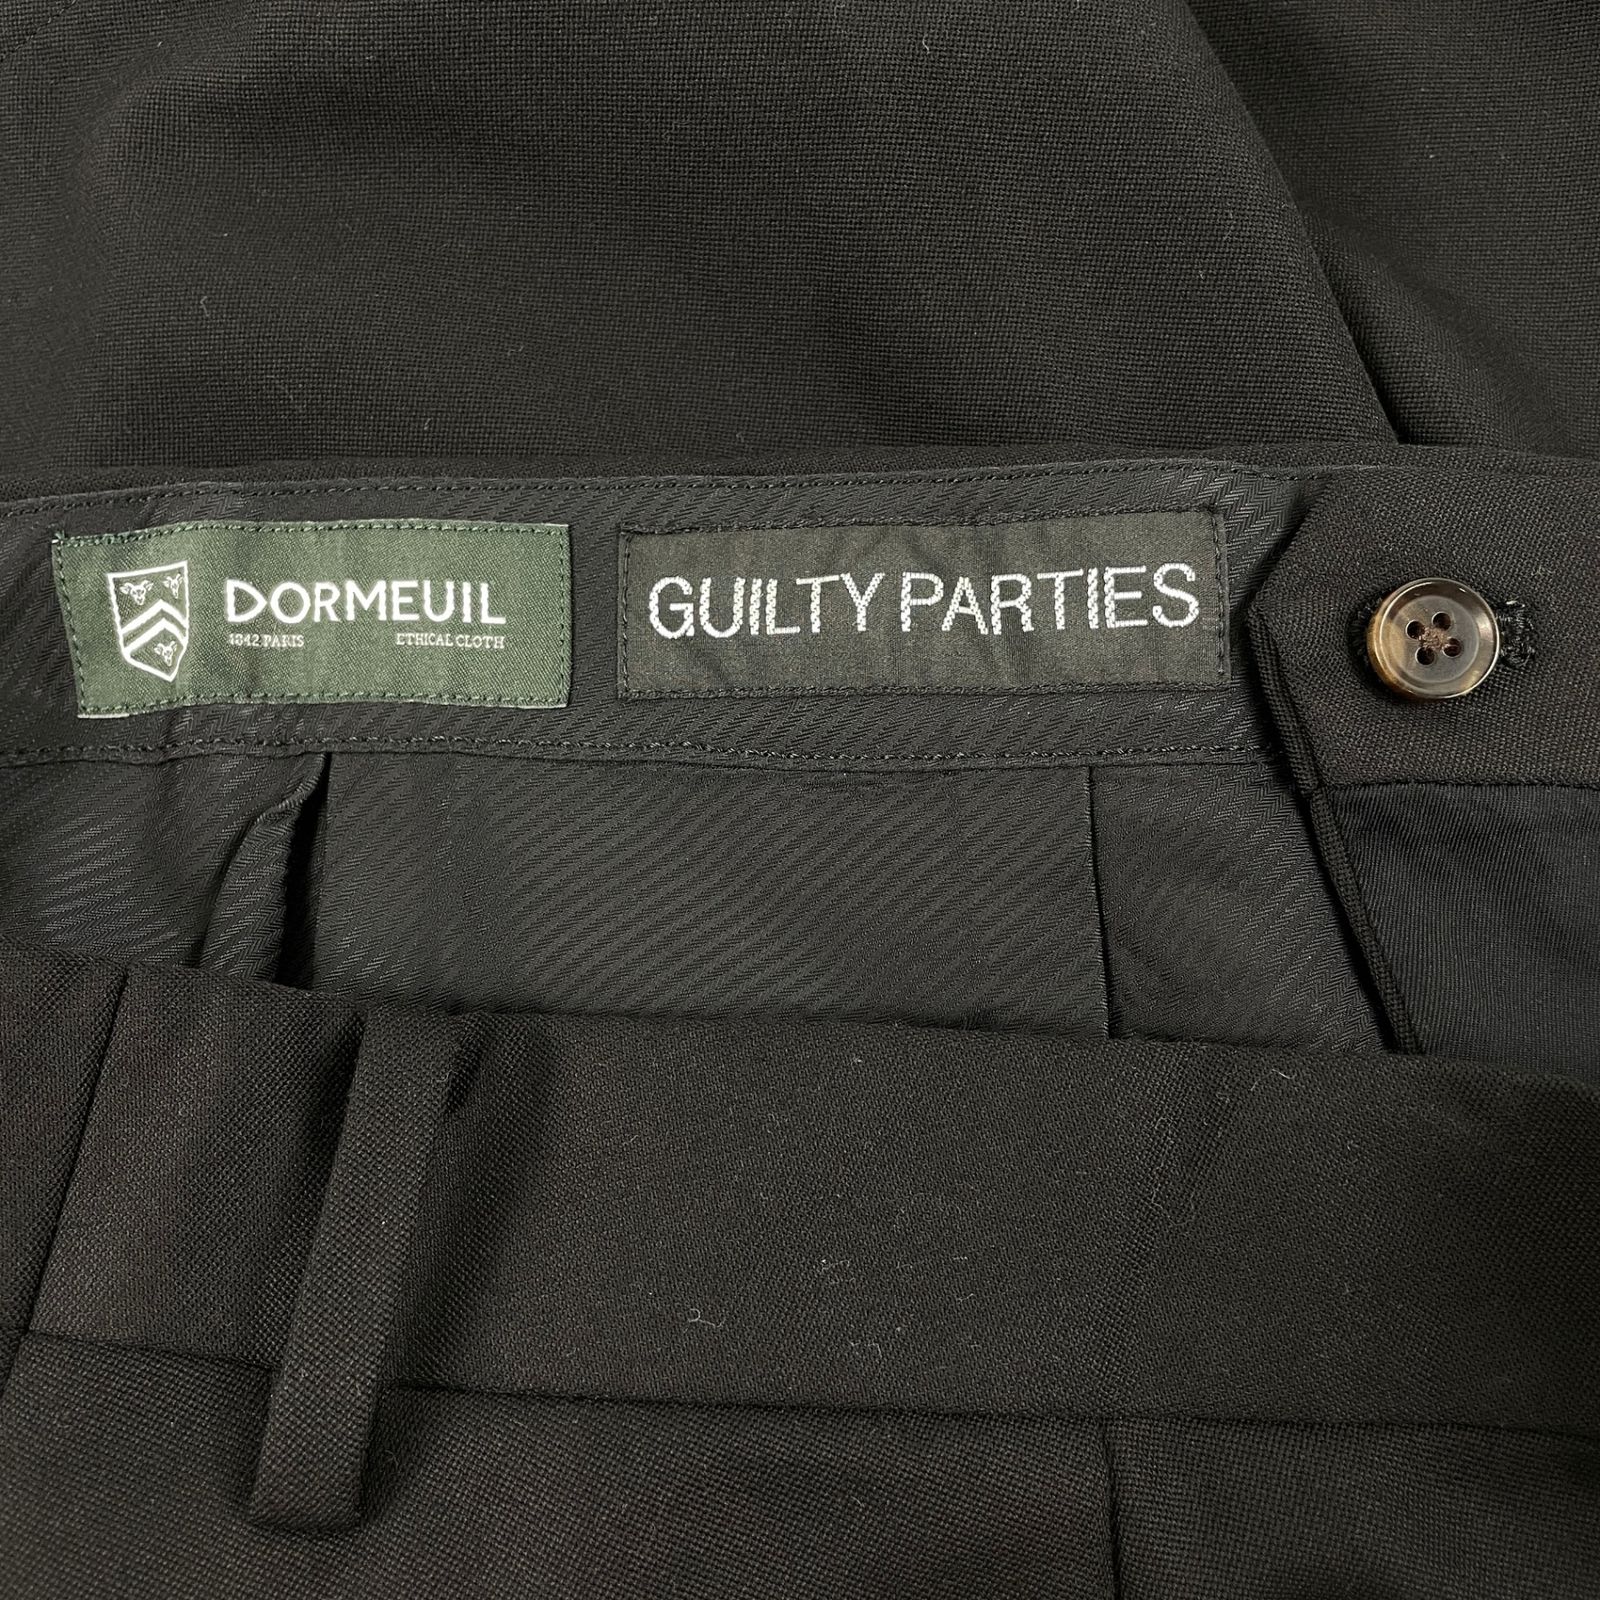 DORMEUIL
1842 PARIS ETHICAL CLOTH
GUILTY PARTIES